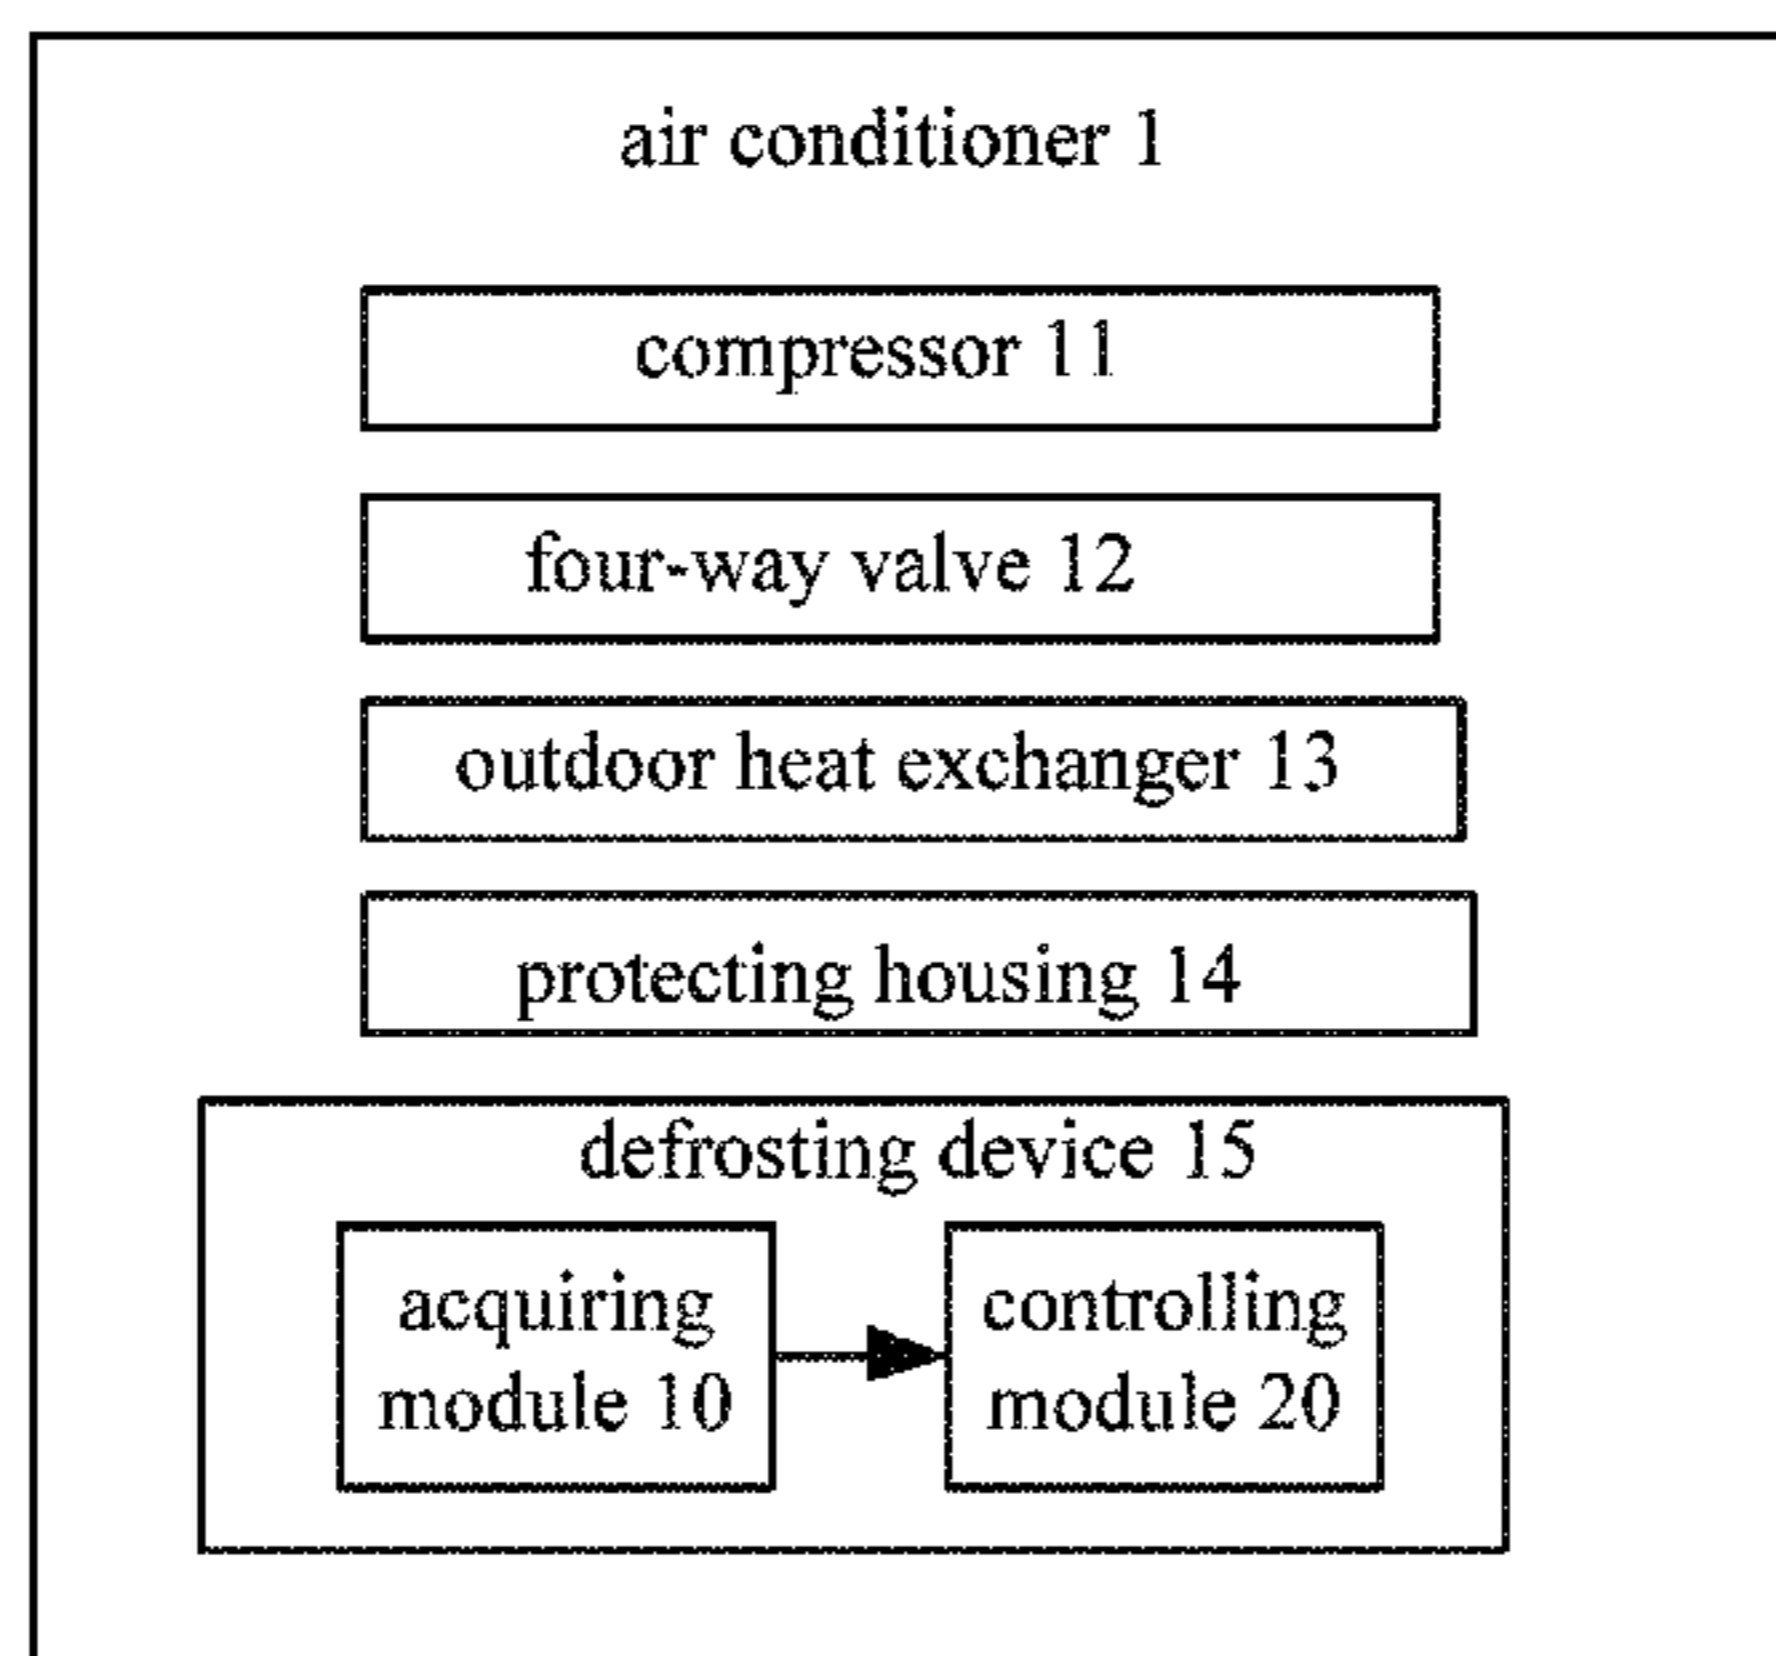 air conditioner 1
compressor 11
four-way valve 12
outdoor heat exchanger 13
protecting housing 14
defrosting device 15
acquiring
module 10
controlling
module 20